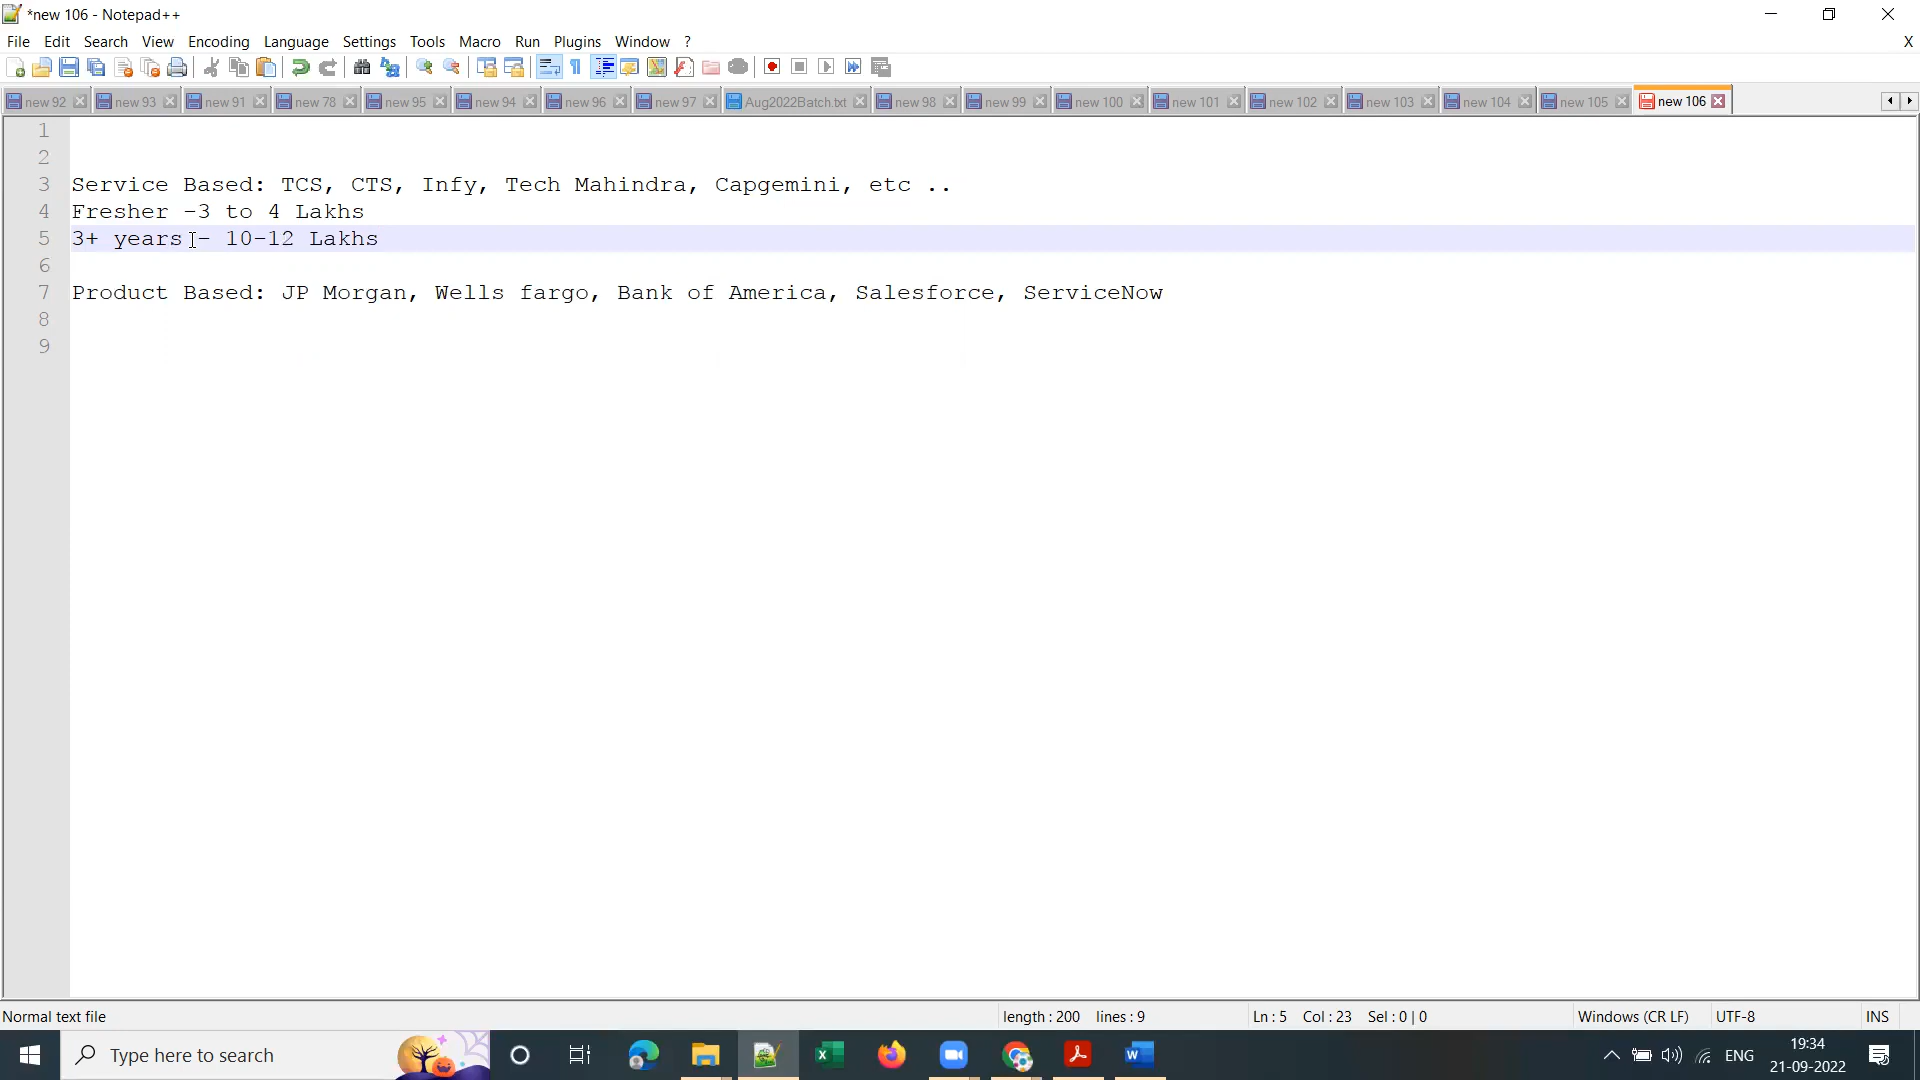 *new 106 - Notepad++
File Edit Search View Encoding Language Settings Tools Macro Run Plugins Window ? X
new 92 new 93 new 91 new 78 new 95 new 94 new 96 new 97 Aug2022Batch.txt new 98 new 99 new 100 new 101 new 102 new 103 new 104 new 105 new 106
1
2
3 Service Based: TCS, CTS, Infy, Tech Mahindra, Capgemini, etc ..
4 Fresher -3 to 4 Lakhs
5 3+ years - 10-12 Lakhs
6
7 Product Based: JP Morgan, Wells fargo, Bank of America, Salesforce, ServiceNow
8
9
Normal text file length : 200 lines : 9 Ln : 5 Col : 23 Sel : 0 | 0 Windows (CR LF) UTF-8 INS
Type here to search ENG 19:34
21-09-2022